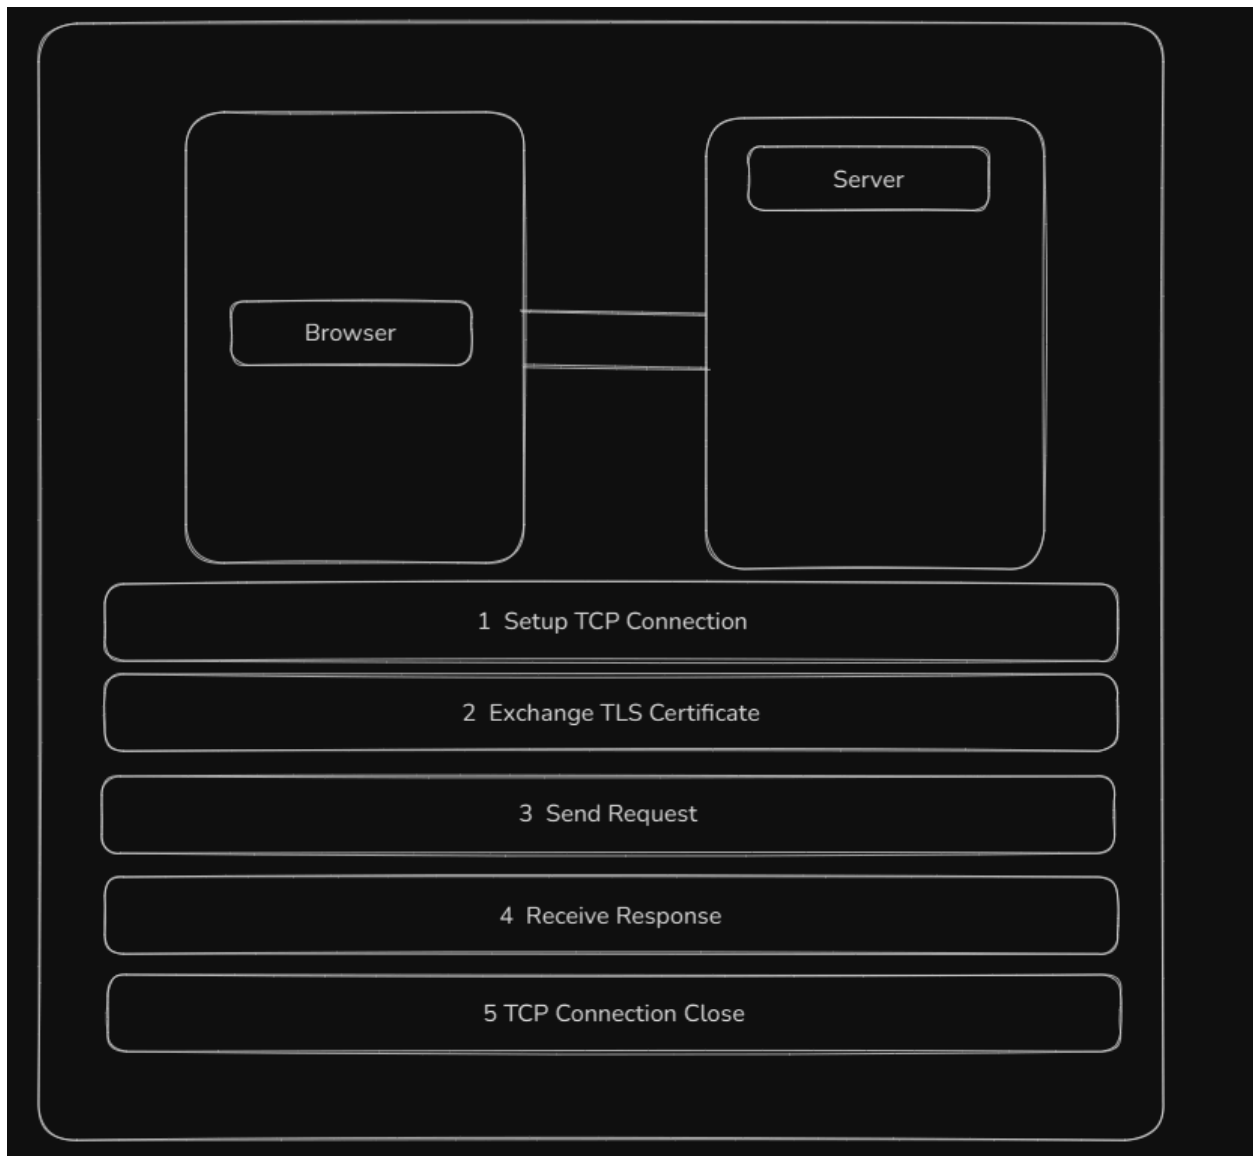 Server
Browser
1 Setup TCP Connection
2 Exchange TLS Certificate
3 Send Request
4 Receive Response
5 TCP Connection Close